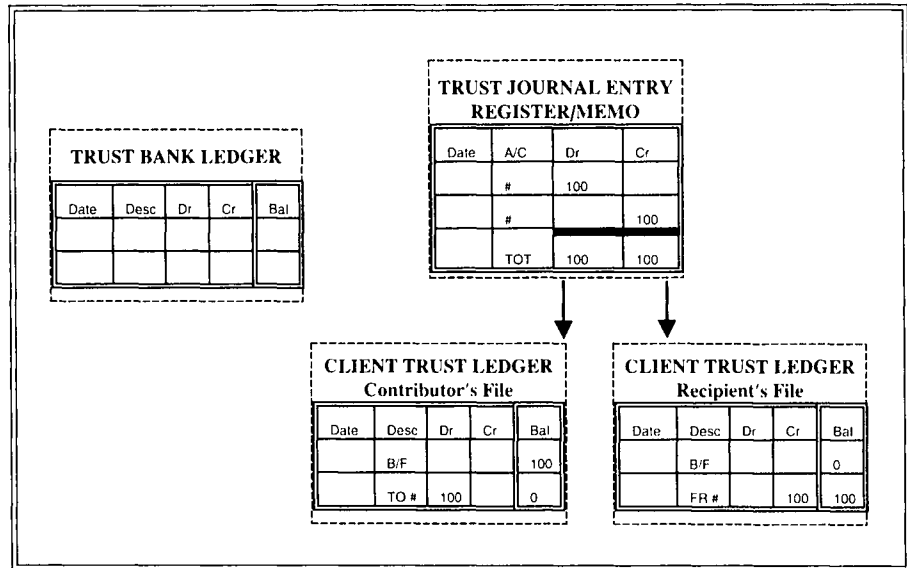 TRUST JOURNAL ENTRY
REGISTER/MEMO
Date A/C Dr Cr
# 100
# 100
TOT 100 100
TRUST BANK LEDGER
Date Desc Dr Cr Bal
CLIENT TRUST LEDGER
Contributor's File
Date Desc Dr Cr Bal
B/F 100
TO # 100 0
CLIENT TRUST LEDGER
Recipient's File
Date Desc Dr Cr Bal
B/F 0
FR # 100 100